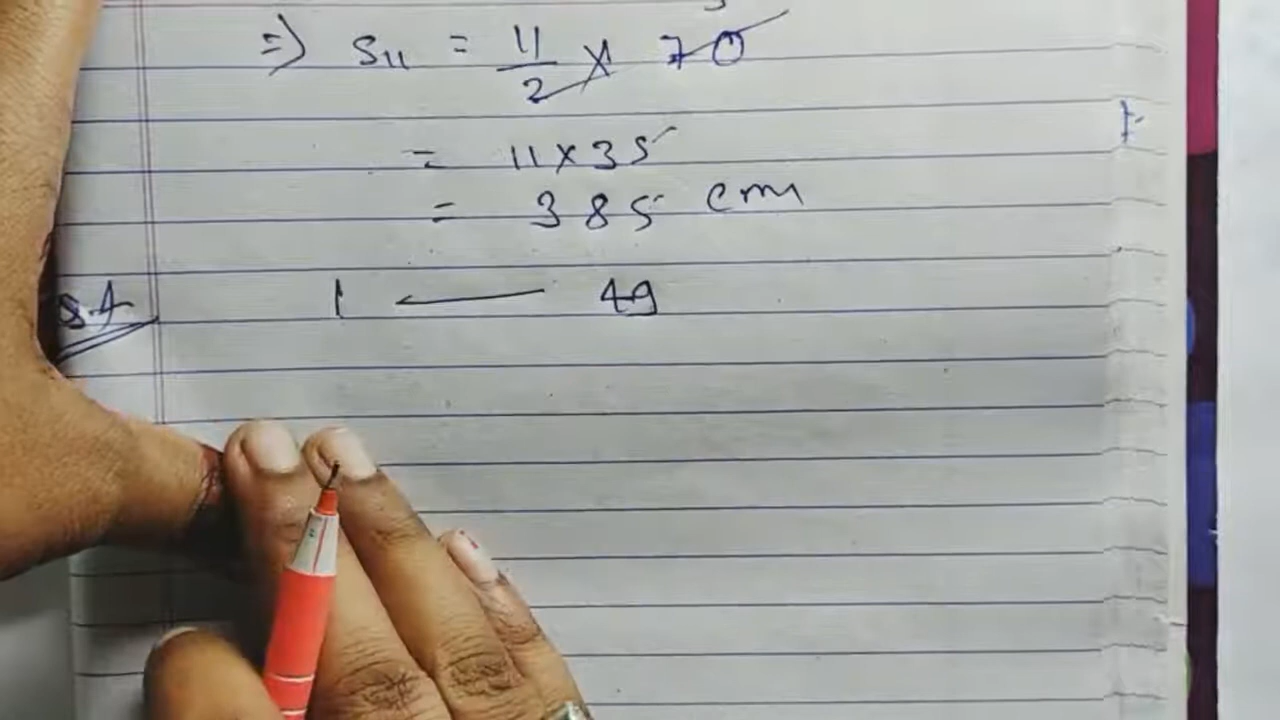 ⇒ S₁₁ = 11/2 × 70
= 11×35
= 385 cm
1 ← 49